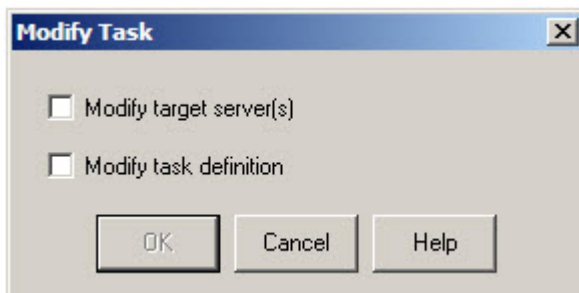 Modify Task
Modify target server(s)
Modify task definition
OK Cancel Help